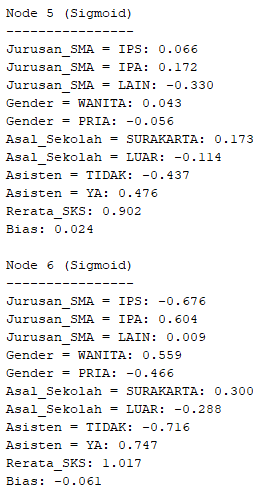 Node 5 (Sigmoid)
----------------
Jurusan_SMA = IPS: 0.066
Jurusan_SMA = IPA: 0.172
Jurusan_SMA = LAIN: -0.330
Gender = WANITA: 0.043
Gender = PRIA: -0.056
Asal_Sekolah = SURAKARTA: 0.173
Asal_Sekolah = LUAR: -0.114
Asisten = TIDAK: -0.437
Asisten = YA: 0.476
Rerata_SKS: 0.902
Bias: 0.024

Node 6 (Sigmoid)
----------------
Jurusan_SMA = IPS: -0.676
Jurusan_SMA = IPA: 0.604
Jurusan_SMA = LAIN: 0.009
Gender = WANITA: 0.559
Gender = PRIA: -0.466
Asal_Sekolah = SURAKARTA: 0.300
Asal_Sekolah = LUAR: -0.288
Asisten = TIDAK: -0.716
Asisten = YA: 0.747
Rerata_SKS: 1.017
Bias: -0.061